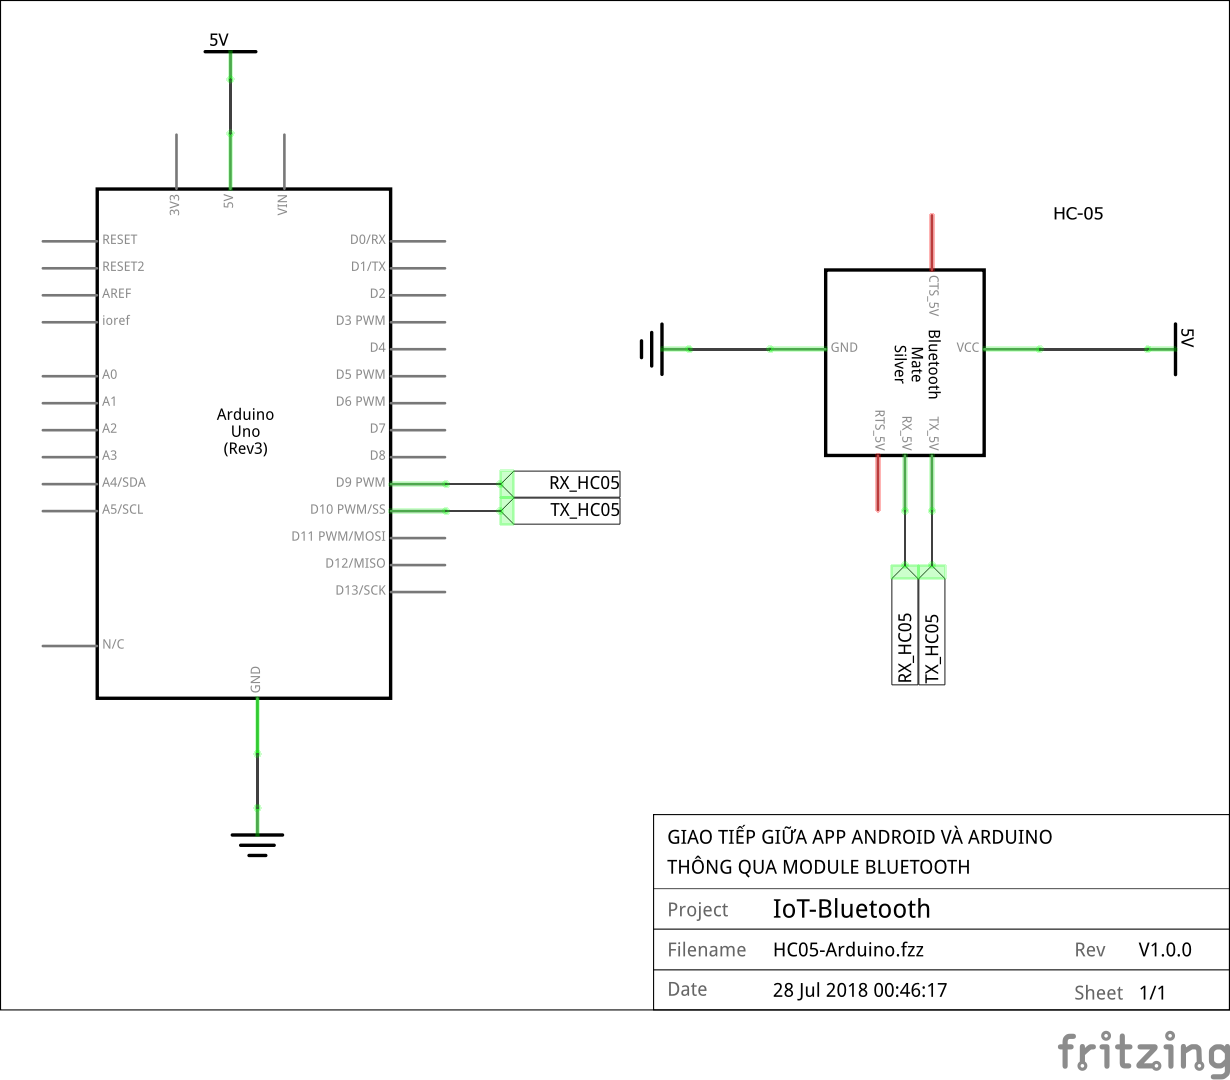 5V
3V3
5V
VIN
RESET
RESET2
AREF
ioref
A0
A1
A2
A3
A4/SDA
A5/SCL
N/C
Arduino
Uno
(Rev3)
D0/RX
D1/TX
D2
D3 PWM
D4
D5 PWM
D6 PWM
D7
D8
D9 PWM
D10 PWM/SS
D11 PWM/MOSI
D12/MISO
D13/SCK
GND
RX_HC05
TX_HC05
HC-05
CTS_5V
GND
VCC
5V
Bluetooth
Mate
Silver
RTS_5V
RX_5V
TX_5V
RX_HC05
TX_HC05
GIAO TIẾP GIỮA APP ANDROID VÀ ARDUINO
THÔNG QUA MODULE BLUETOOTH
Project IoT-Bluetooth
Filename HC05-Arduino.fzz Rev V1.0.0
Date 28 Jul 2018 00:46:17 Sheet 1/1
fritzing